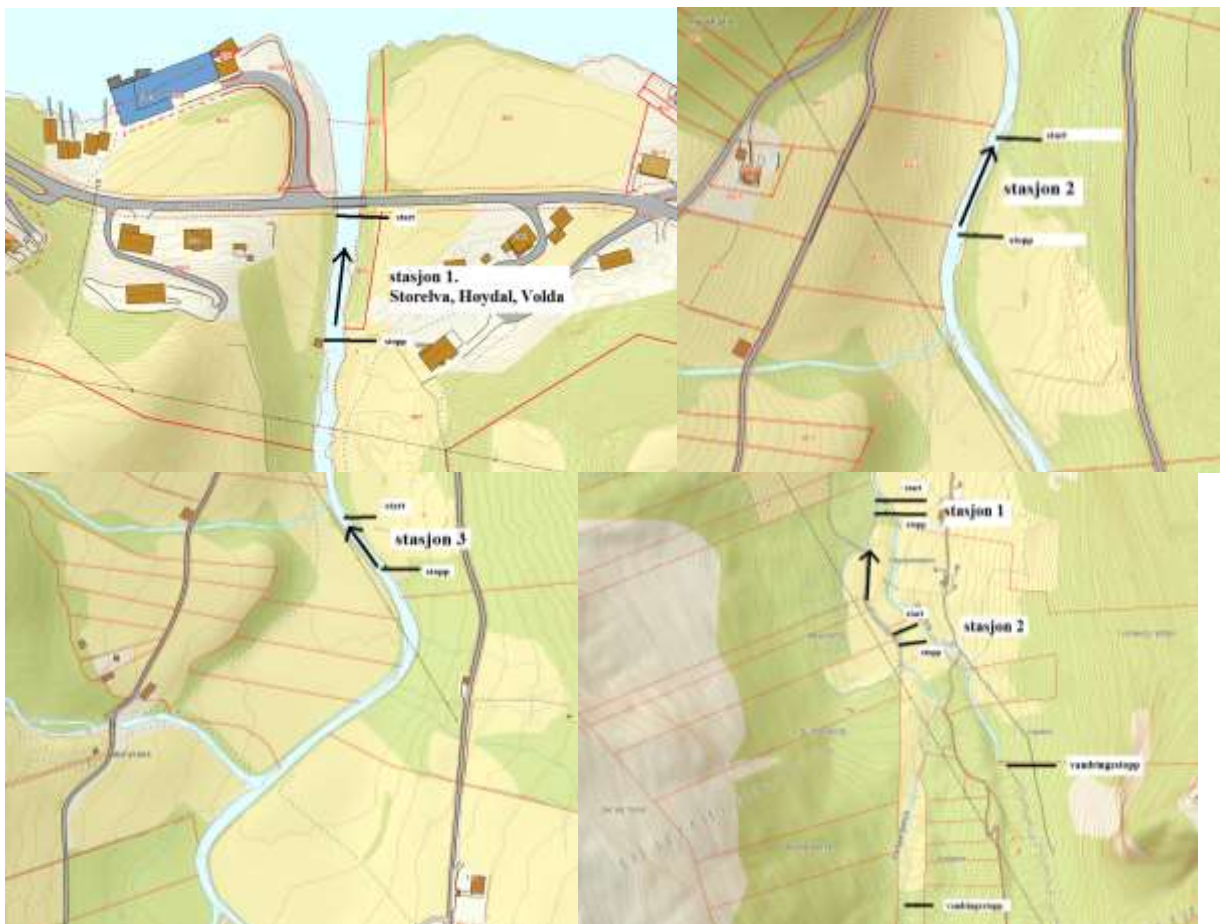 start
stasjon 1.
Storelva, Høydal, Volda
stopp
start
stasjon 2
stopp
start
stasjon 3
stopp
start
stasjon 1
stopp
start
stasjon 2
stopp
vandringsstopp
vandringsstopp